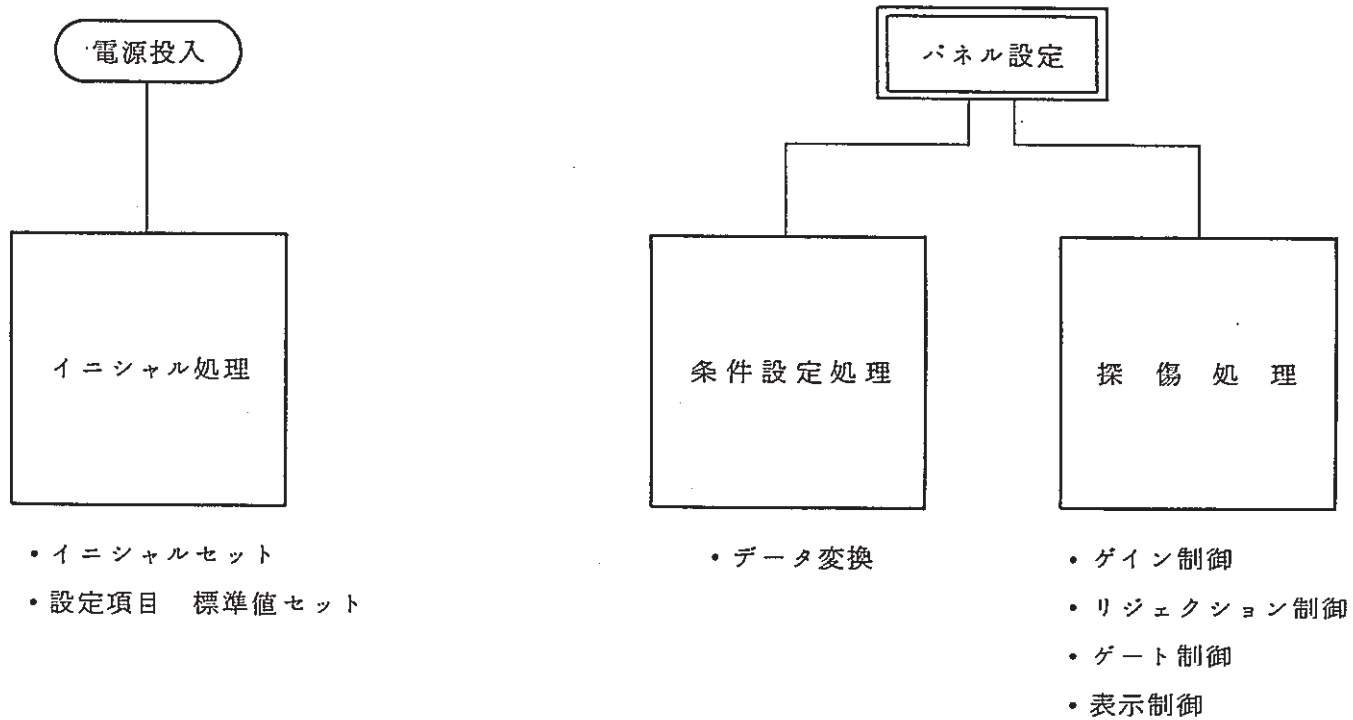 電源投入
パネル設定
イニシャル処理
条件設定処理
探傷処理
・イニシャルセット
・設定項目 標準値セット
・データ変換
・ゲイン制御
・リジェクション制御
・ゲート制御
・表示制御